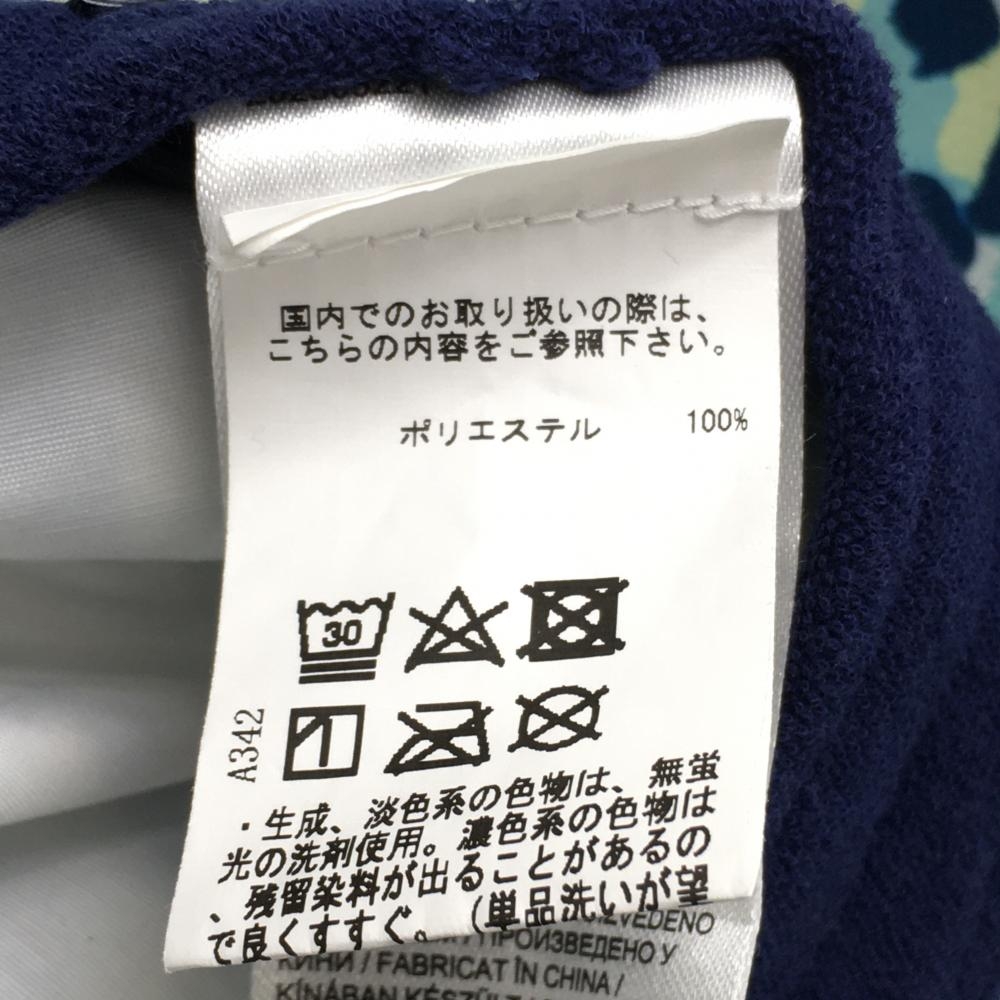 国内でのお取り扱いの際は、
こちらの内容をご参照下さい。
ポリエステル 100%
30
A342
・生成、淡色系の色物は、無蛍
光の洗剤使用。濃色系の色物は
、残留染料が出ることがあるの
で良くすすぐ。（単品洗いが望
ПРОИЗВЕДЕНО У
КИНИ / FABRICAT ÎN CHINA /
KÍNÁBAN KÉSZÜLT